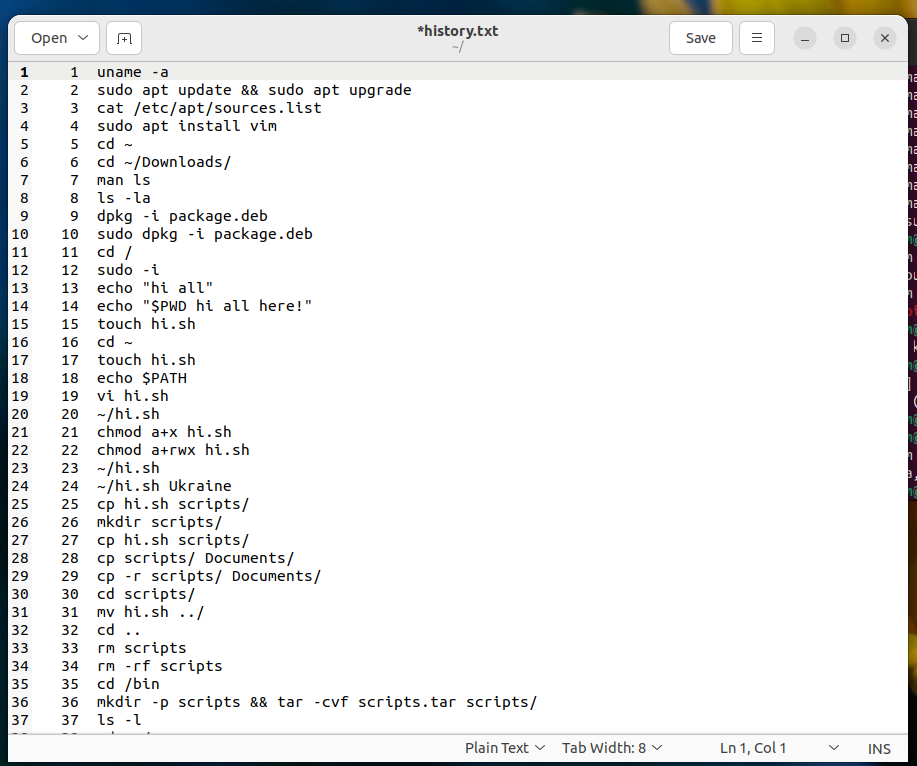 Open
*history.txt
~/
Save
1 1 uname -a
2 2 sudo apt update && sudo apt upgrade
3 3 cat /etc/apt/sources.list
4 4 sudo apt install vim
5 5 cd ~
6 6 cd ~/Downloads/
7 7 man ls
8 8 ls -la
9 9 dpkg -i package.deb
10 10 sudo dpkg -i package.deb
11 11 cd /
12 12 sudo -i
13 13 echo "hi all"
14 14 echo "$PWD hi all here!"
15 15 touch hi.sh
16 16 cd ~
17 17 touch hi.sh
18 18 echo $PATH
19 19 vi hi.sh
20 20 ~/hi.sh
21 21 chmod a+x hi.sh
22 22 chmod a+rwx hi.sh
23 23 ~/hi.sh
24 24 ~/hi.sh Ukraine
25 25 cp hi.sh scripts/
26 26 mkdir scripts/
27 27 cp hi.sh scripts/
28 28 cp scripts/ Documents/
29 29 cp -r scripts/ Documents/
30 30 cd scripts/
31 31 mv hi.sh ../
32 32 cd ..
33 33 rm scripts
34 34 rm -rf scripts
35 35 cd /bin
36 36 mkdir -p scripts && tar -cvf scripts.tar scripts/
37 37 ls -l
Plain Text Tab Width: 8 Ln 1, Col 1 INS